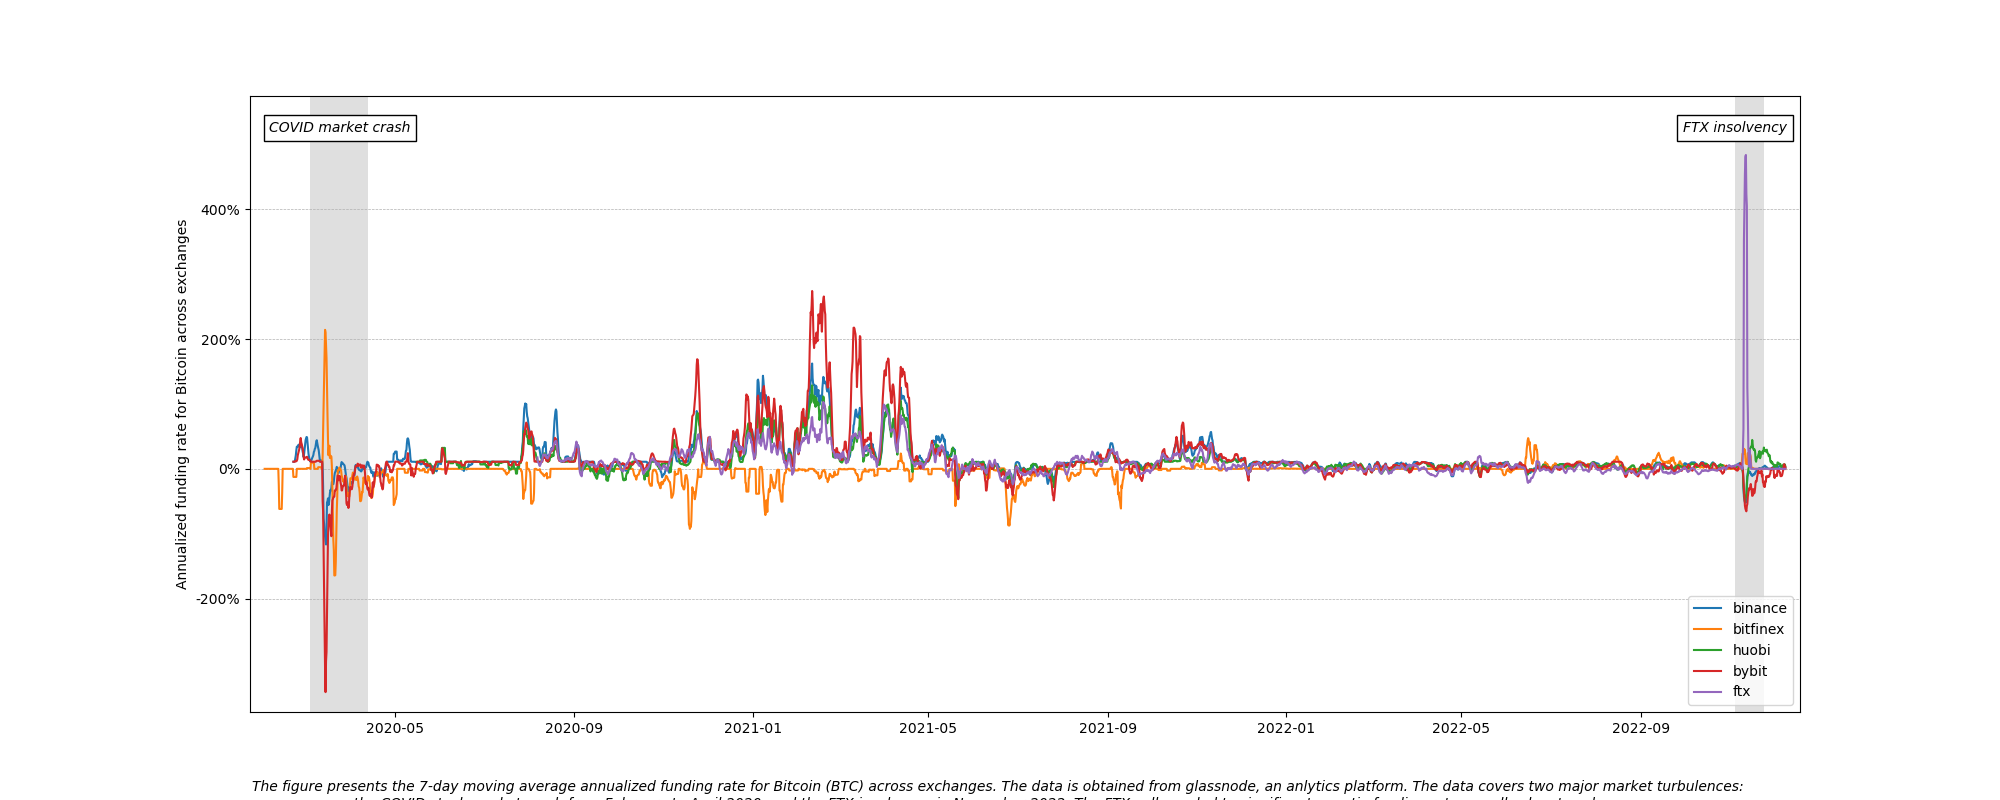 COVID market crash
FTX insolvency
Annualized funding rate for Bitcoin across exchanges
400%
200%
0%
-200%
binance
bitfinex
huobi
bybit
ftx
2020-05
2020-09
2021-01
2021-05
2021-09
2022-01
2022-05
2022-09
The figure presents the 7-day moving average annualized funding rate for Bitcoin (BTC) across exchanges. The data is obtained from glassnode, an anlytics platform. The data covers two major market turbulences: